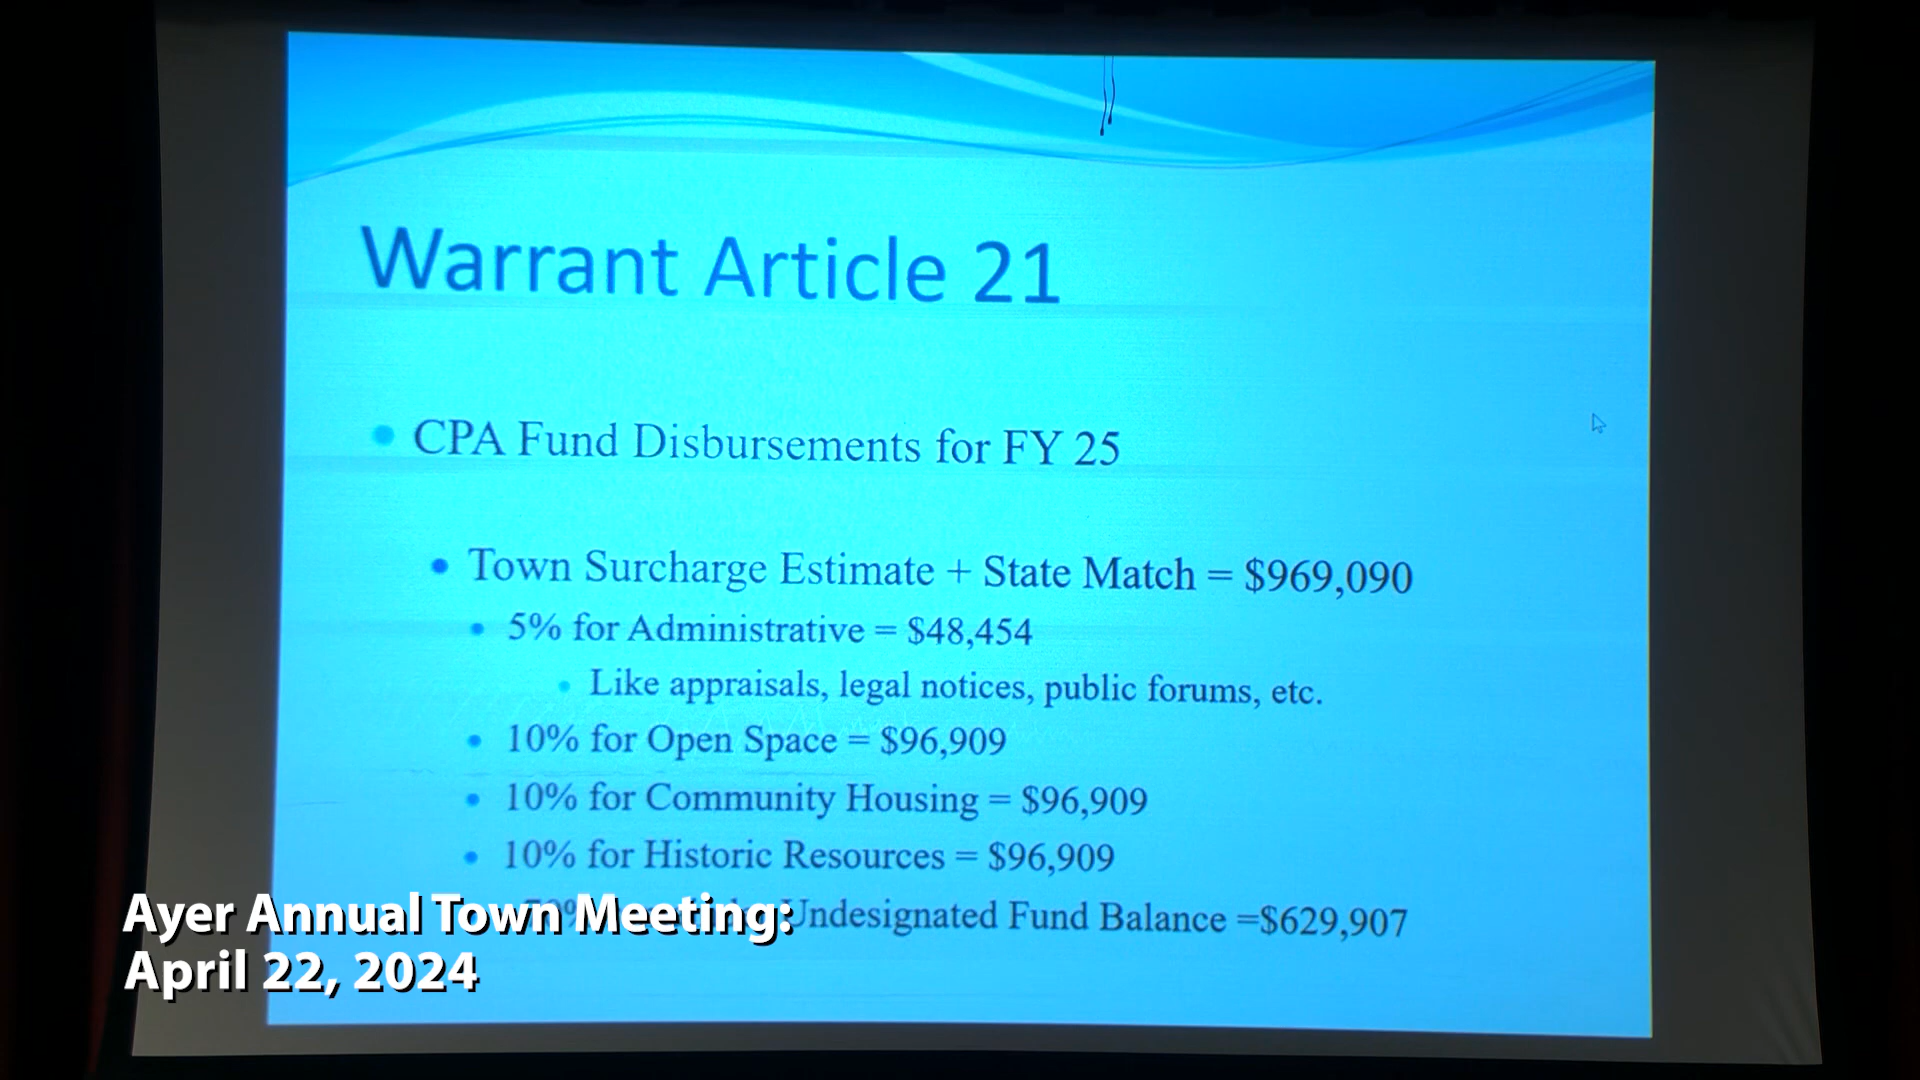 Warrant Article 21
CPA Fund Disbursements for FY 25
Town Surcharge Estimate + State Match = $969,090
5% for Administrative = $48,454
Like appraisals, legal notices, public forums, etc.
10% for Open Space = $96,909
10% for Community Housing = $96,909
10% for Historic Resources = $96,909
Undesignated Fund Balance =$629,907
Ayer Annual Town Meeting:
April 22, 2024